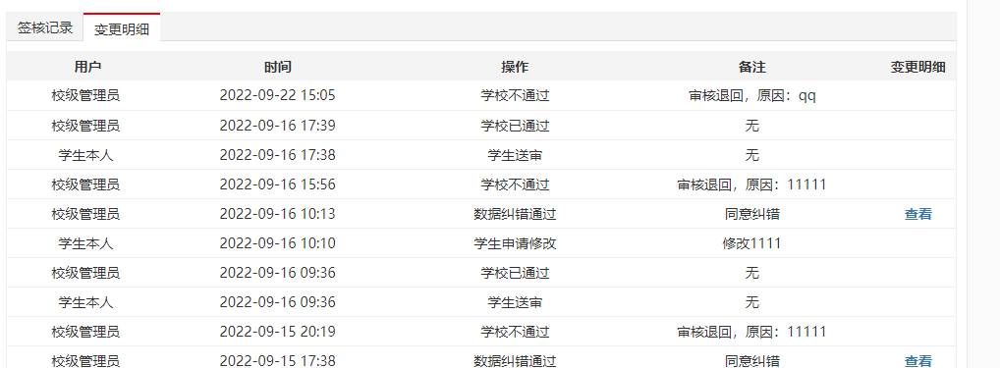 签核记录 变更明细
用户 时间 操作 备注 变更明细
校级管理员 2022-09-22 15:05 学校不通过 审核退回，原因：qq
校级管理员 2022-09-16 17:39 学校已通过 无
学生本人 2022-09-16 17:38 学生送审 无
校级管理员 2022-09-16 15:56 学校不通过 审核退回，原因：11111
校级管理员 2022-09-16 10:13 数据纠错通过 同意纠错 查看
学生本人 2022-09-16 10:10 学生申请修改 修改1111
校级管理员 2022-09-16 09:36 学校已通过 无
学生本人 2022-09-16 09:36 学生送审 无
校级管理员 2022-09-15 20:19 学校不通过 审核退回，原因：11111
校级管理员 2022-09-15 17:38 数据纠错通过 同意纠错 查看